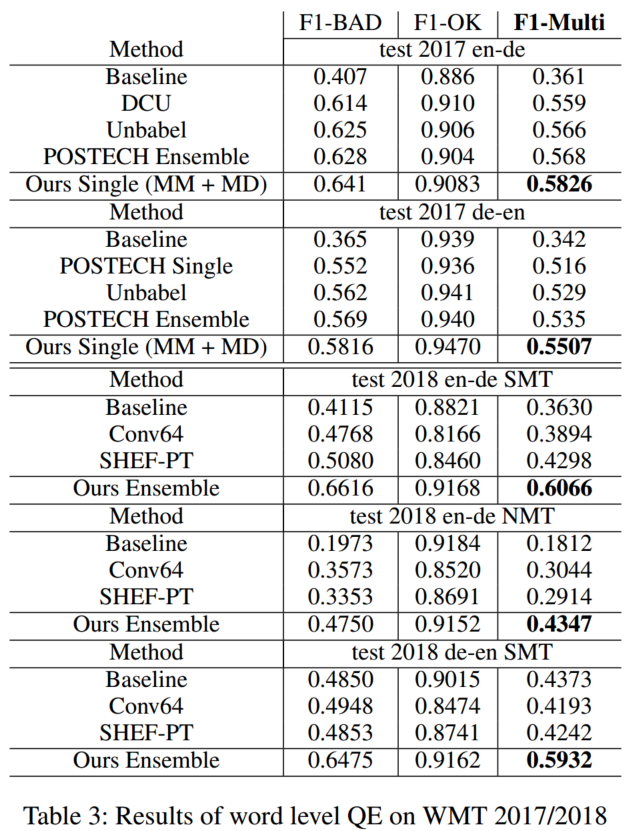 F1-BAD F1-OK F1-Multi
Method test 2017 en-de
Baseline 0.407 0.886 0.361
DCU 0.614 0.910 0.559
Unbabel 0.625 0.906 0.566
POSTECH Ensemble 0.628 0.904 0.568
Ours Single (MM + MD) 0.641 0.9083 0.5826
Method test 2017 de-en
Baseline 0.365 0.939 0.342
POSTECH Single 0.552 0.936 0.516
Unbabel 0.562 0.941 0.529
POSTECH Ensemble 0.569 0.940 0.535
Ours Single (MM + MD) 0.5816 0.9470 0.5507
Method test 2018 en-de SMT
Baseline 0.4115 0.8821 0.3630
Conv64 0.4768 0.8166 0.3894
SHEF-PT 0.5080 0.8460 0.4298
Ours Ensemble 0.6616 0.9168 0.6066
Method test 2018 en-de NMT
Baseline 0.1973 0.9184 0.1812
Conv64 0.3573 0.8520 0.3044
SHEF-PT 0.3353 0.8691 0.2914
Ours Ensemble 0.4750 0.9152 0.4347
Method test 2018 de-en SMT
Baseline 0.4850 0.9015 0.4373
Conv64 0.4948 0.8474 0.4193
SHEF-PT 0.4853 0.8741 0.4242
Ours Ensemble 0.6475 0.9162 0.5932
Table 3: Results of word level QE on WMT 2017/2018